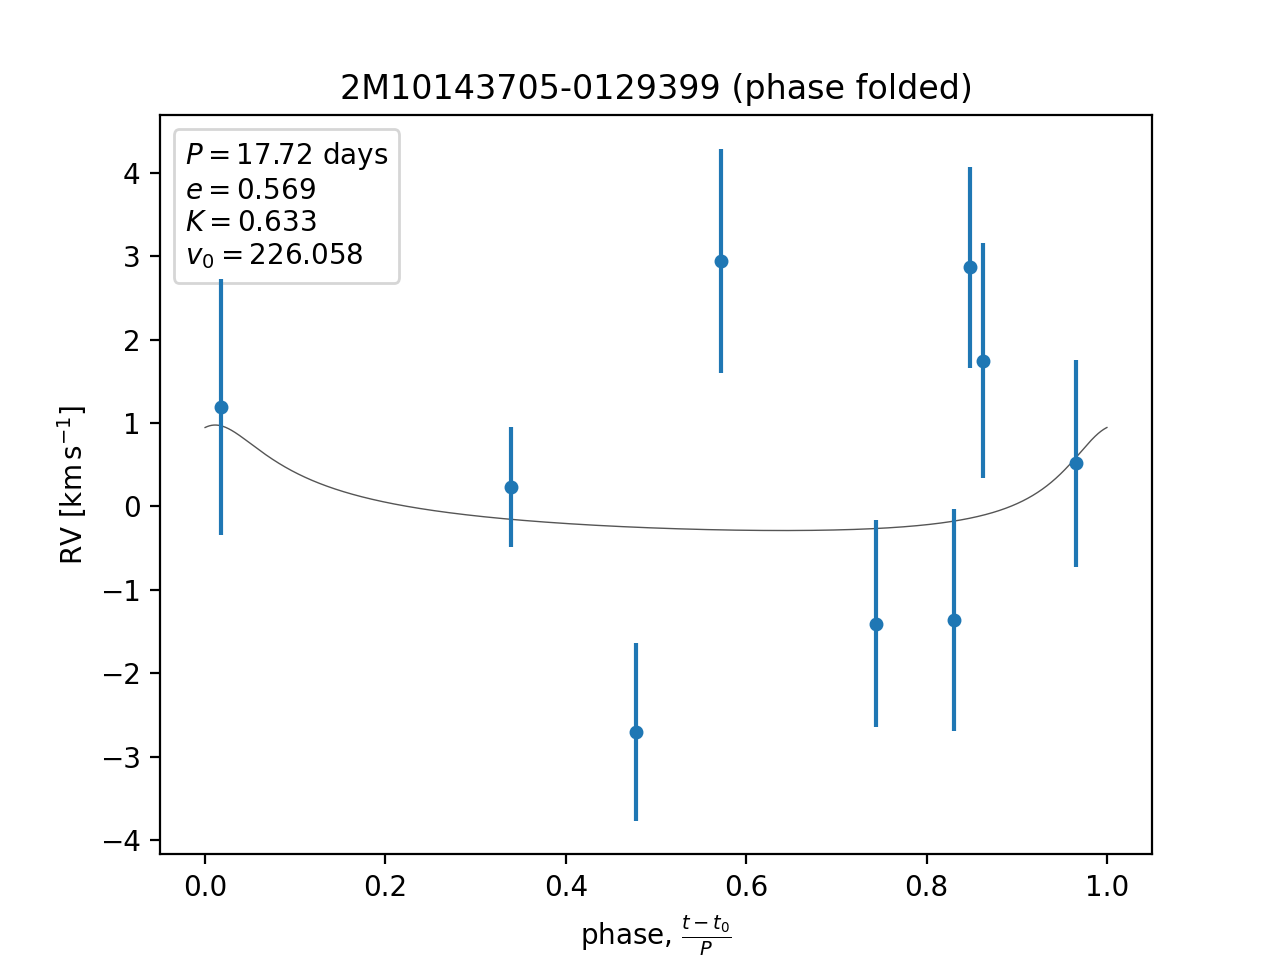 2M10143705-0129399 (phase folded)
P = 17.72 days
e = 0.569
K = 0.633
v₀ = 226.058
4
3
2
1
0
−1
−2
−3
−4
RV [km s⁻¹]
0.0 0.2 0.4 0.6 0.8 1.0
phase, (t − t₀)/P